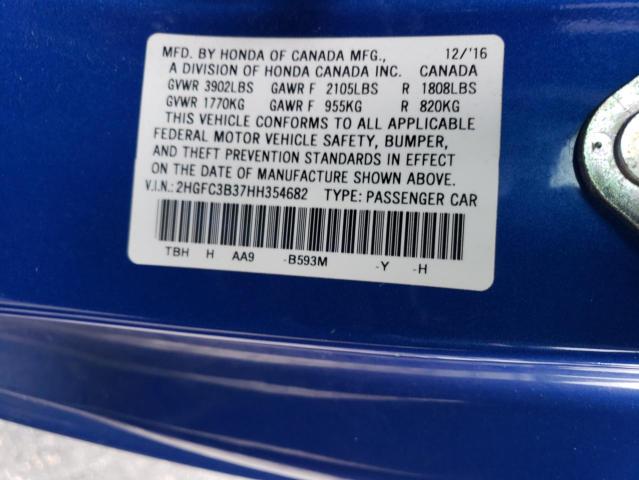 MFD. BY HONDA OF CANADA MFG., 12/'16
A DIVISION OF HONDA CANADA INC. CANADA
GVWR 3902LBS GAWR F 2105LBS R 1808LBS
GVWR 1770KG GAWR F 955KG R 820KG
THIS VEHICLE CONFORMS TO ALL APPLICABLE
FEDERAL MOTOR VEHICLE SAFETY, BUMPER,
AND THEFT PREVENTION STANDARDS IN EFFECT
ON THE DATE OF MANUFACTURE SHOWN ABOVE.
V.I.N.: 2HGFC3B37HH354682 TYPE: PASSENGER CAR
TBH H AA9 -B593M -Y -H